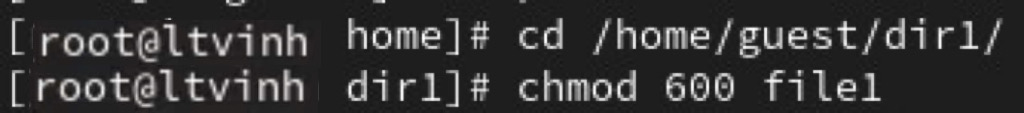 [root@ltvinh home]# cd /home/guest/dir1/
[root@ltvinh dir1]# chmod 600 file1